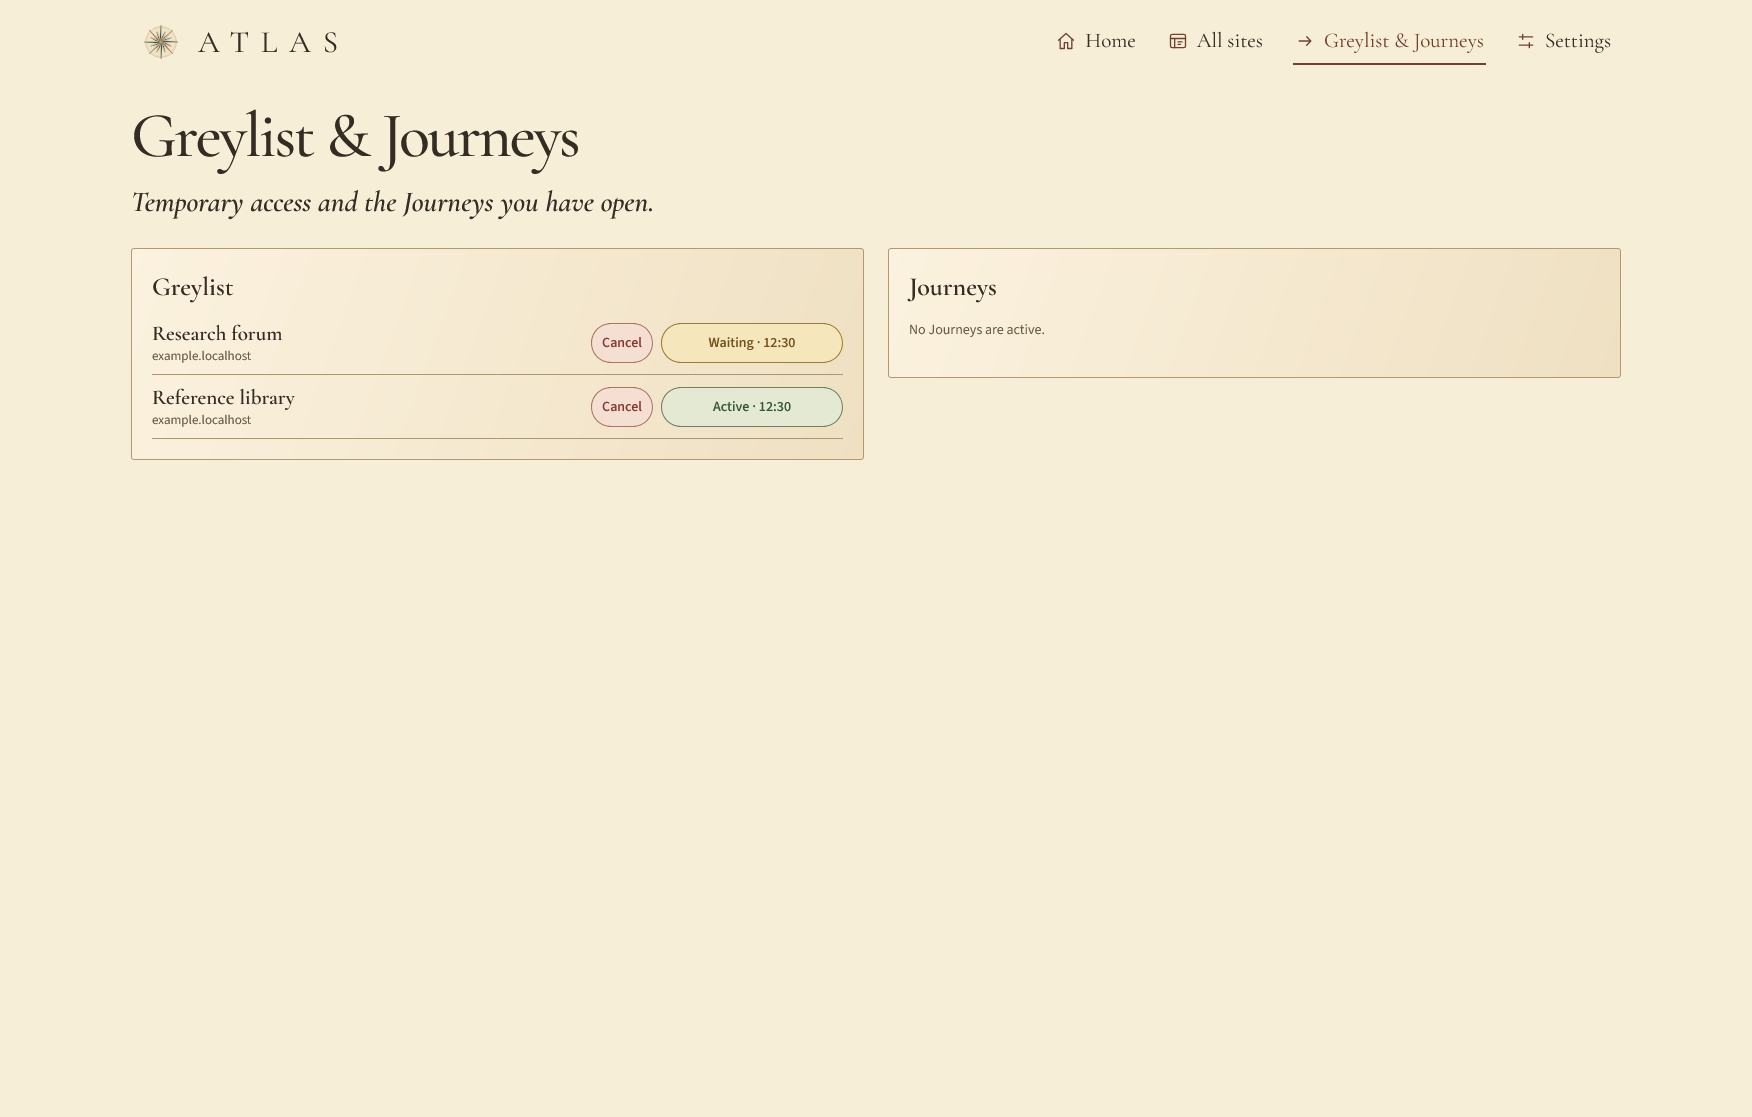 ATLAS
Home
All sites
Greylist & Journeys
Settings
Greylist & Journeys
Temporary access and the Journeys you have open.
Greylist
Research forum
example.localhost
Cancel
Waiting · 12:30
Reference library
example.localhost
Cancel
Active · 12:30
Journeys
No Journeys are active.